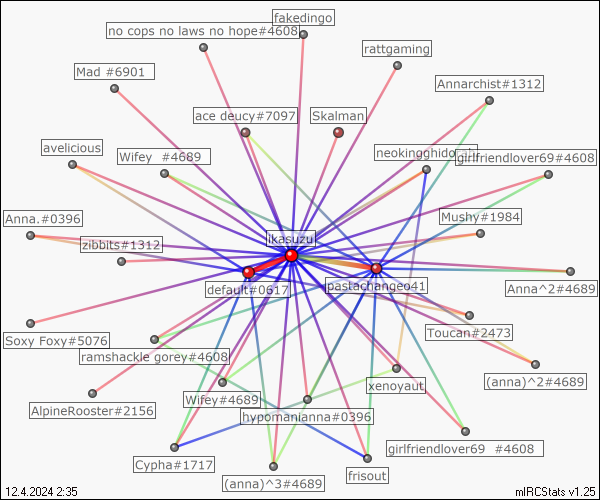 fakedingo
no cops no laws no hope#4608
rattgaming
Mad #6901
Annarchist#1312
ace deucy#7097
Skalman
avelicious
Wifey #4689
neokingghido
girlfriendlover69#4608
Anna.#0396
Mushy#1984
zibbits#1312
ikasuzu
default#0617
pastachangeo41
Anna^2#4689
Soxy Foxy#5076
Toucan#2473
ramshackle gorey#4608
xenoyaut
(anna)^2#4689
AlpineRooster#2156
Wifey#4689
hypomanianna#0396
girlfriendlover69 #4608
Cypha#1717
(anna)^3#4689
frisout
12.4.2024 2:35
mIRCStats v1.25